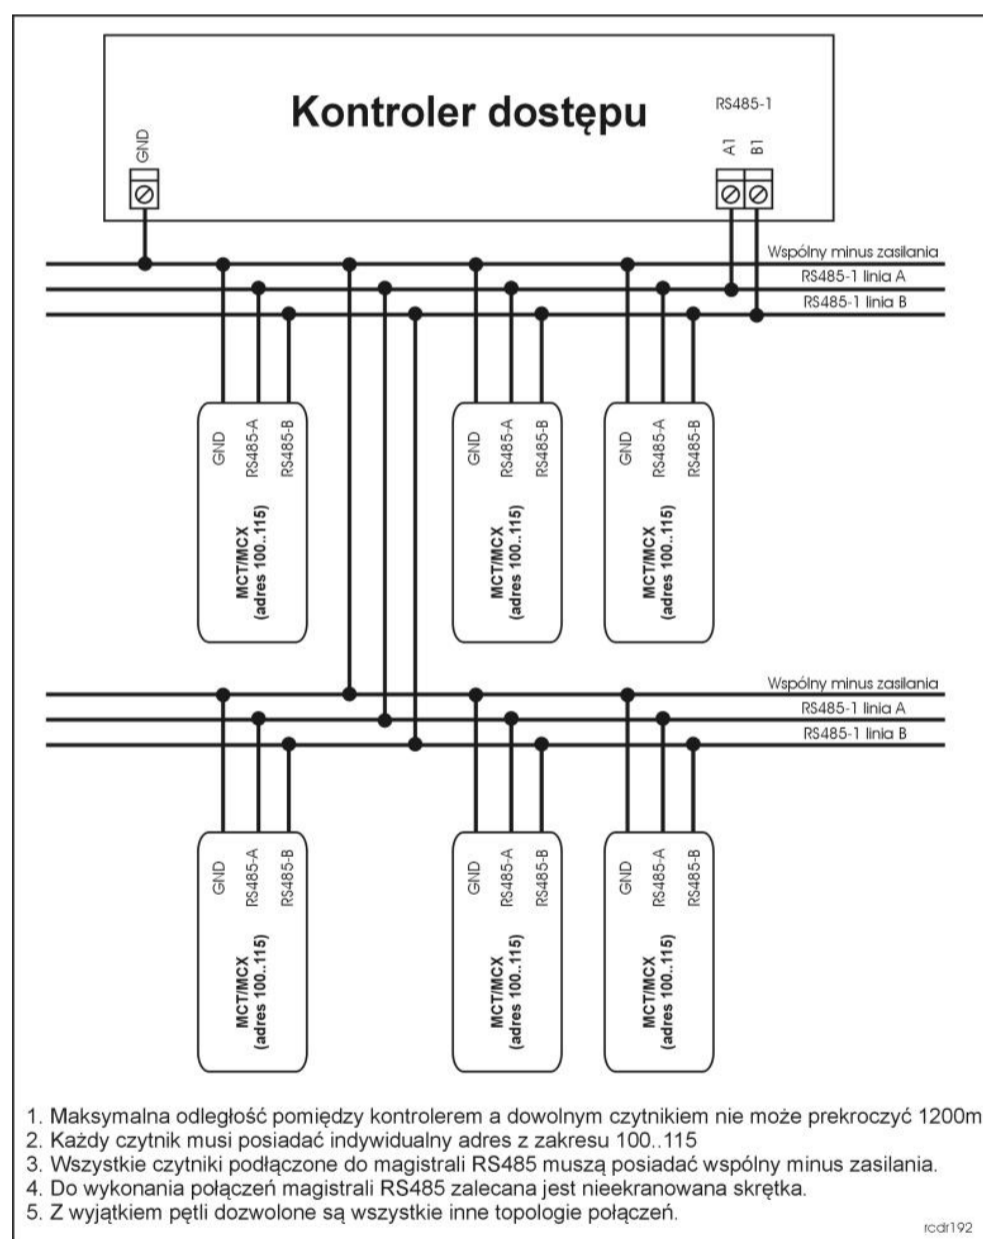 Kontroler dostępu
RS485-1
GND
A1
B1
Wspólny minus zasilania
RS485-1 linia A
RS485-1 linia B
GND
RS485-A
RS485-B
MCT/MCX
(adres 100..115)
GND
RS485-A
RS485-B
MCT/MCX
(adres 100..115)
GND
RS485-A
RS485-B
MCT/MCX
(adres 100..115)
Wspólny minus zasilania
RS485-1 linia A
RS485-1 linia B
GND
RS485-A
RS485-B
MCT/MCX
(adres 100..115)
GND
RS485-A
RS485-B
MCT/MCX
(adres 100..115)
GND
RS485-A
RS485-B
MCT/MCX
(adres 100..115)
1. Maksymalna odległość pomiędzy kontrolerem a dowolnym czytnikiem nie może prekroczyć 1200m
2. Każdy czytnik musi posiadać indywidualny adres z zakresu 100..115
3. Wszystkie czytniki podłączone do magistrali RS485 muszą posiadać wspólny minus zasilania.
4. Do wykonania połączeń magistrali RS485 zalecana jest nieekranowana skrętka.
5. Z wyjątkiem pętli dozwolone są wszystkie inne topologie połączeń.
rcdr192